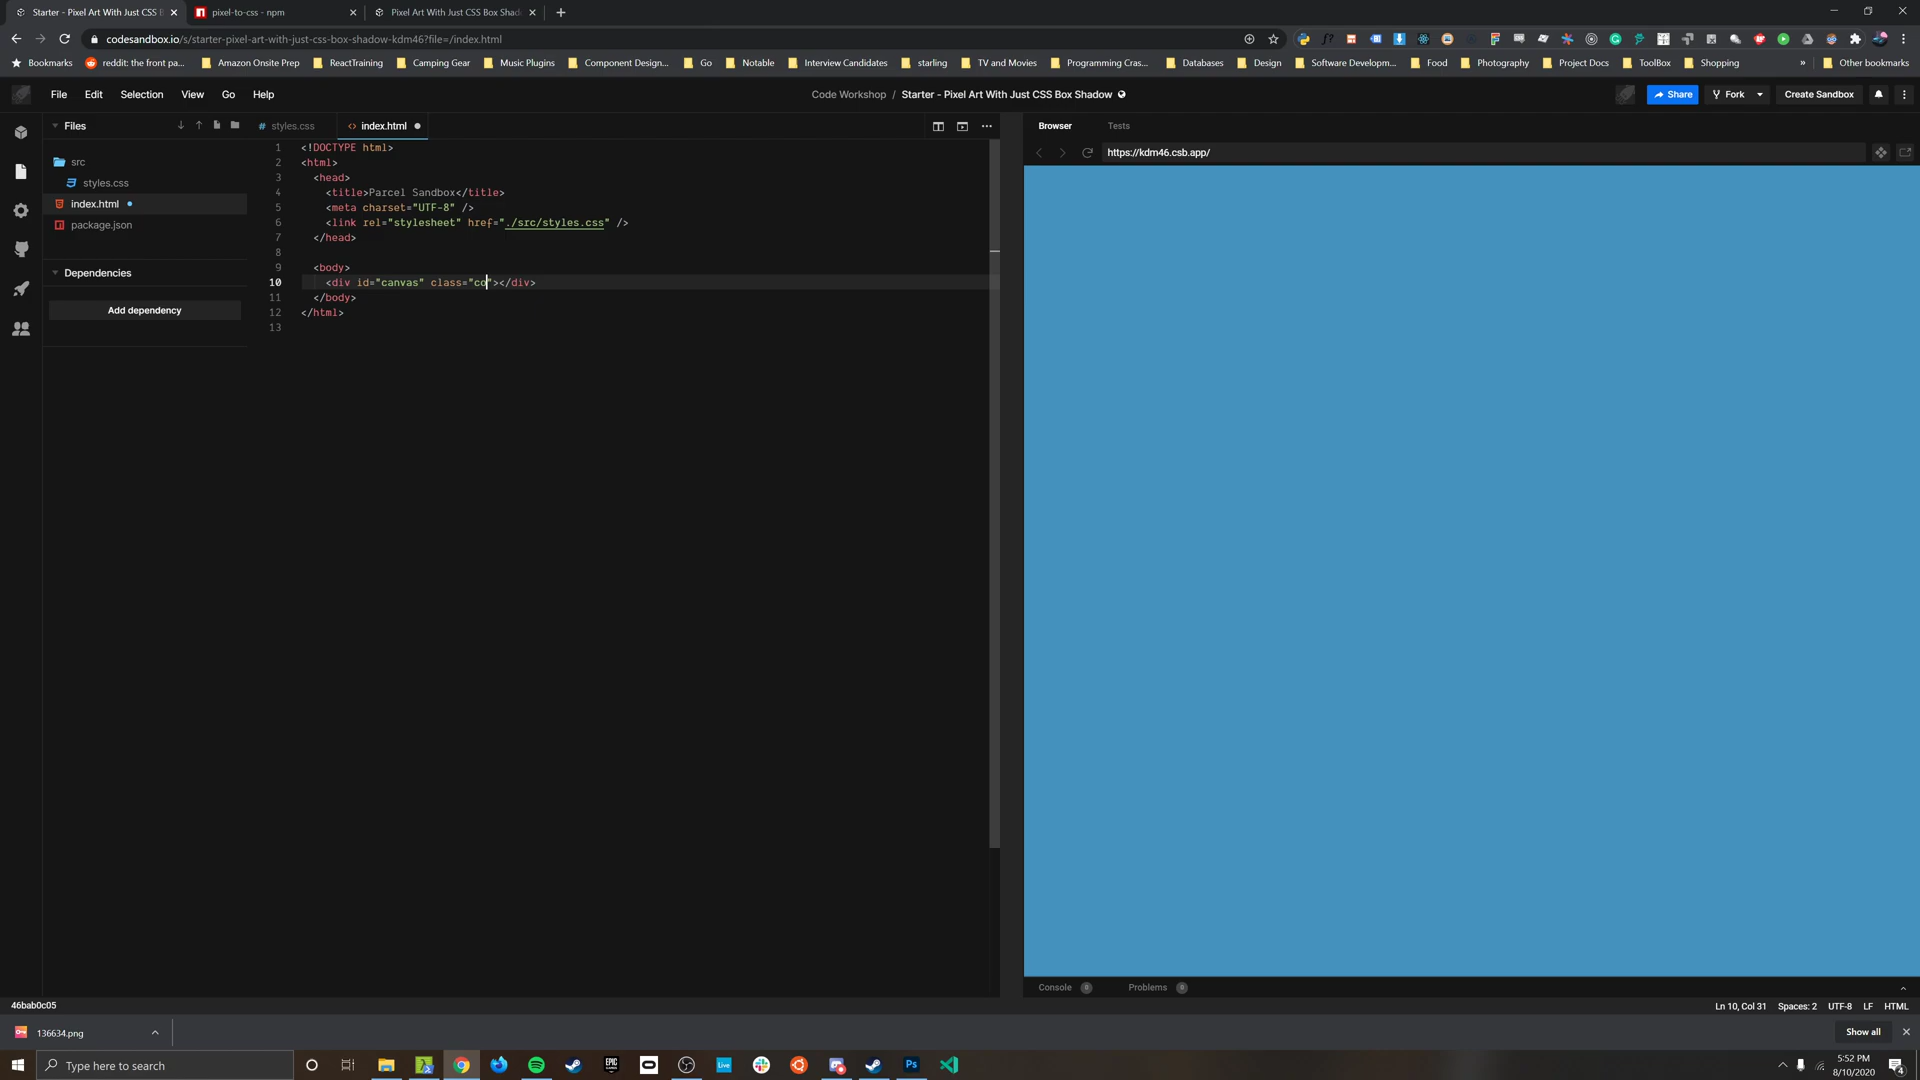 Starter - Pixel Art With Just CSS B
pixel-to-css - npm
Pixel Art With Just CSS Box Shad
codesandbox.io/s/starter-pixel-art-with-just-css-box-shadow-kdm46?file=/index.html
Bookmarks
reddit: the front pa...
Amazon Onsite Prep
ReactTraining
Camping Gear
Music Plugins
Component Design...
Go
Notable
Interview Candidates
starling
TV and Movies
Programming Cras...
Databases
Design
Software Developm...
Food
Photography
Project Docs
ToolBox
Shopping
»
Other bookmarks
File Edit Selection View Go Help
Code Workshop / Starter - Pixel Art With Just CSS Box Shadow
Share
Fork
Create Sandbox
Files
src
styles.css
index.html
package.json
Dependencies
Add dependency
# styles.css
<> index.html
1 <!DOCTYPE html>
2 <html>
3 <head>
4 <title>Parcel Sandbox</title>
5 <meta charset="UTF-8" />
6 <link rel="stylesheet" href="./src/styles.css" />
7 </head>
8
9 <body>
10 <div id="canvas" class="co"></div>
11 </body>
12 </html>
13
Browser
Tests
https://kdm46.csb.app/
Console 0
Problems 0
46bab0c05
Ln 10, Col 31 Spaces: 2 UTF-8 LF HTML
136634.png
Show all
Type here to search
Live
Ps
5:52 PM
8/10/2020
4